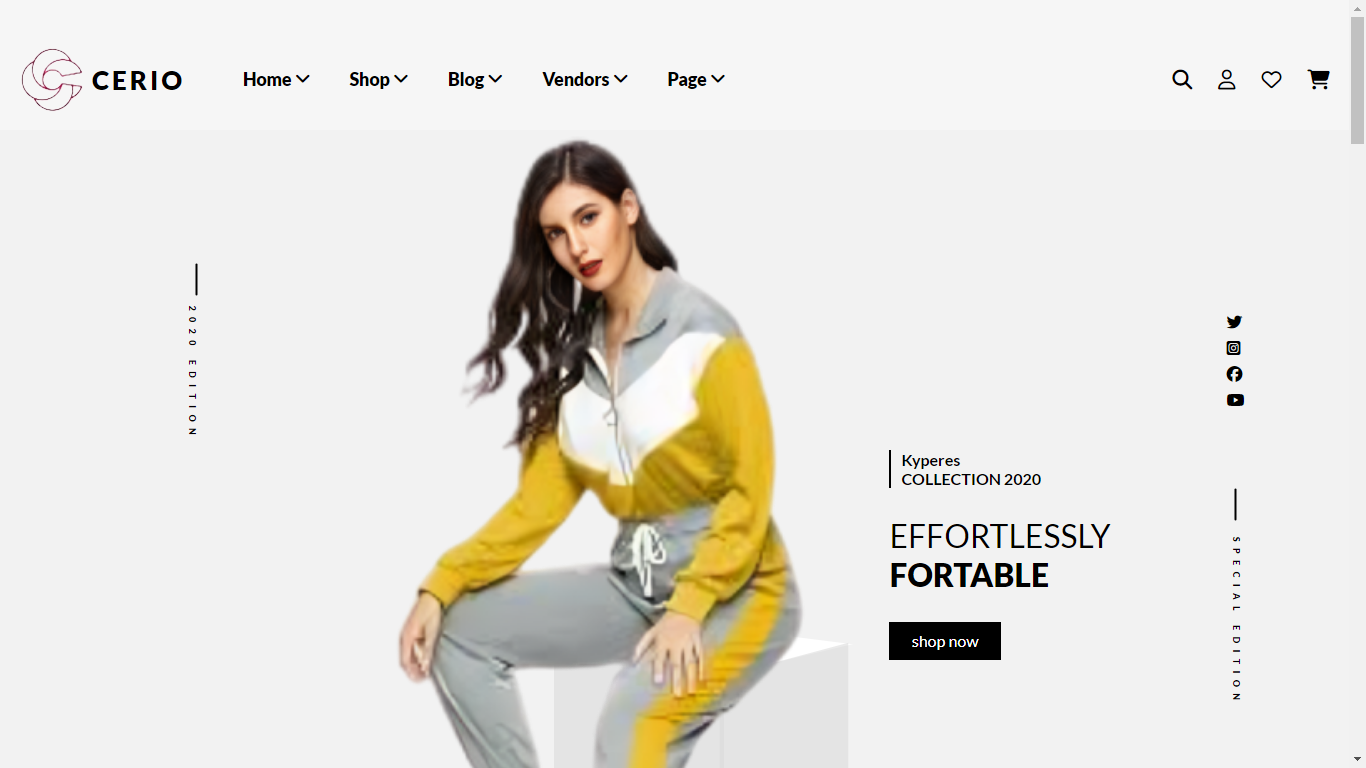 CERIO
Home
Shop
Blog
Vendors
Page
2020 EDITION
Kyperes
COLLECTION 2020
EFFORTLESSLY
FORTABLE
shop now
SPECIAL EDITION